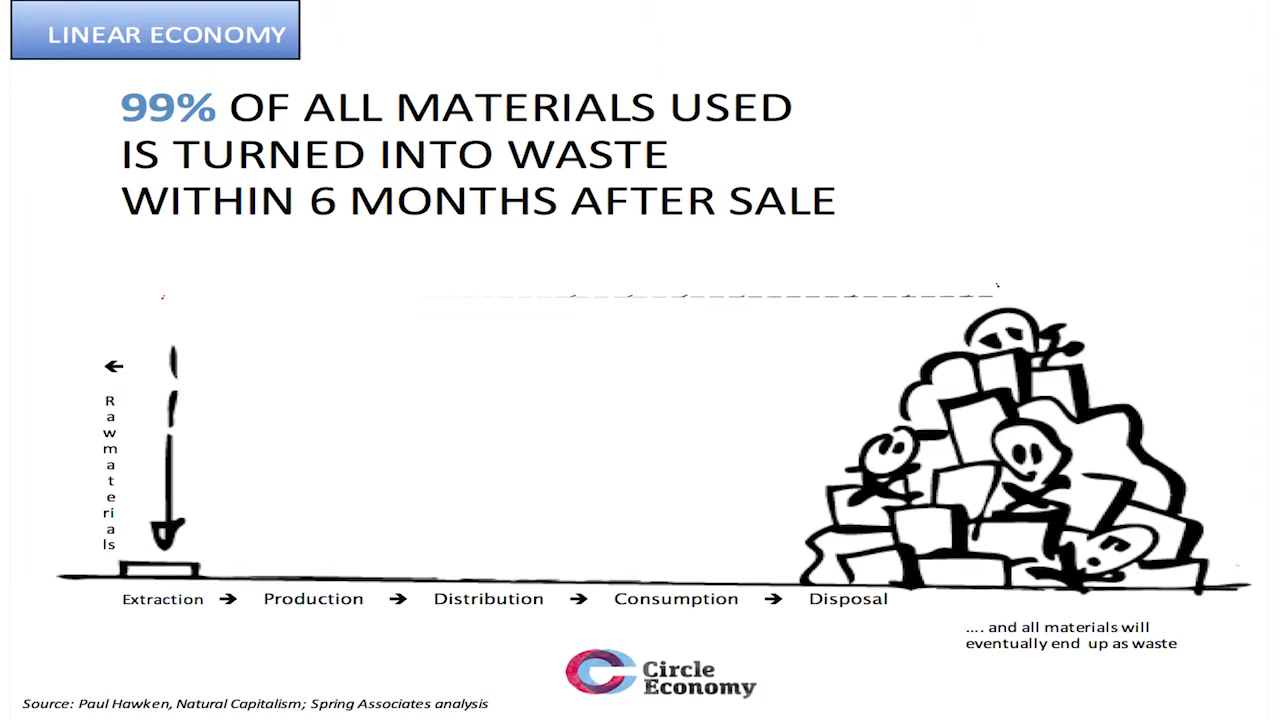 LINEAR ECONOMY
99% OF ALL MATERIALS USED
IS TURNED INTO WASTE
WITHIN 6 MONTHS AFTER SALE
← Rawmaterials
Extraction → Production → Distribution → Consumption → Disposal
.... and all materials will
eventually end up as waste
Circle
Economy
Source: Paul Hawken, Natural Capitalism; Spring Associates analysis